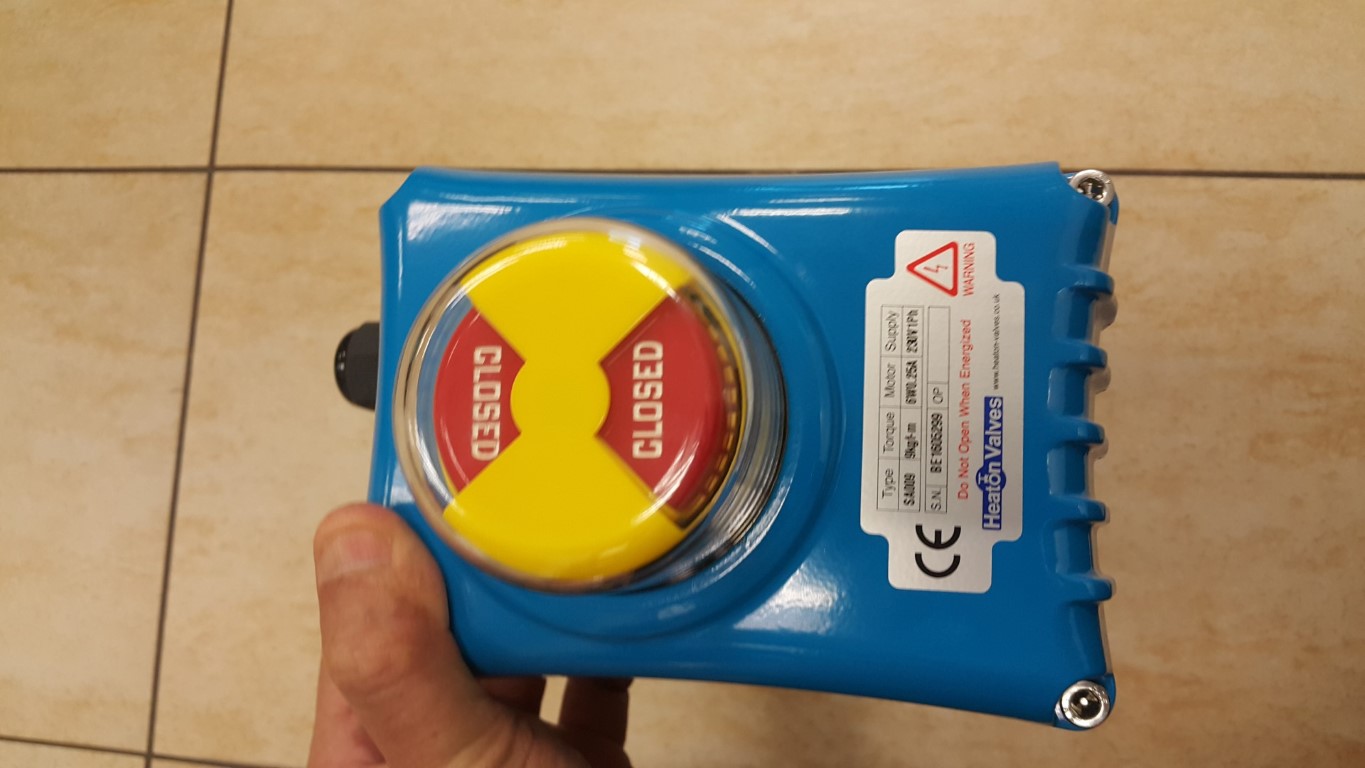 CLOSED
CLOSED
WARNING
Type Torque Motor Supply
SA009 9kgf-m 6W0.25A 230V1Ph
S.N. BE1605299 OP
Do Not Open When Energized
Heaton Valves www.heaton-valves.co.uk
CE